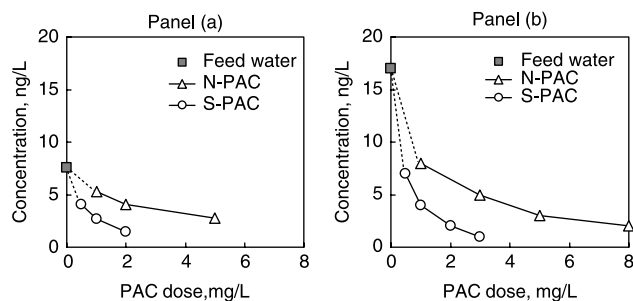 Panel (a)
20
15
10
5
0
0 2 4 6 8
Concentration, ng/L
PAC dose,mg/L
Feed water
N-PAC
S-PAC
Panel (b)
20
15
10
5
0
0 2 4 6 8
Concentration, ng/L
PAC dose, mg/L
Feed water
N-PAC
S-PAC